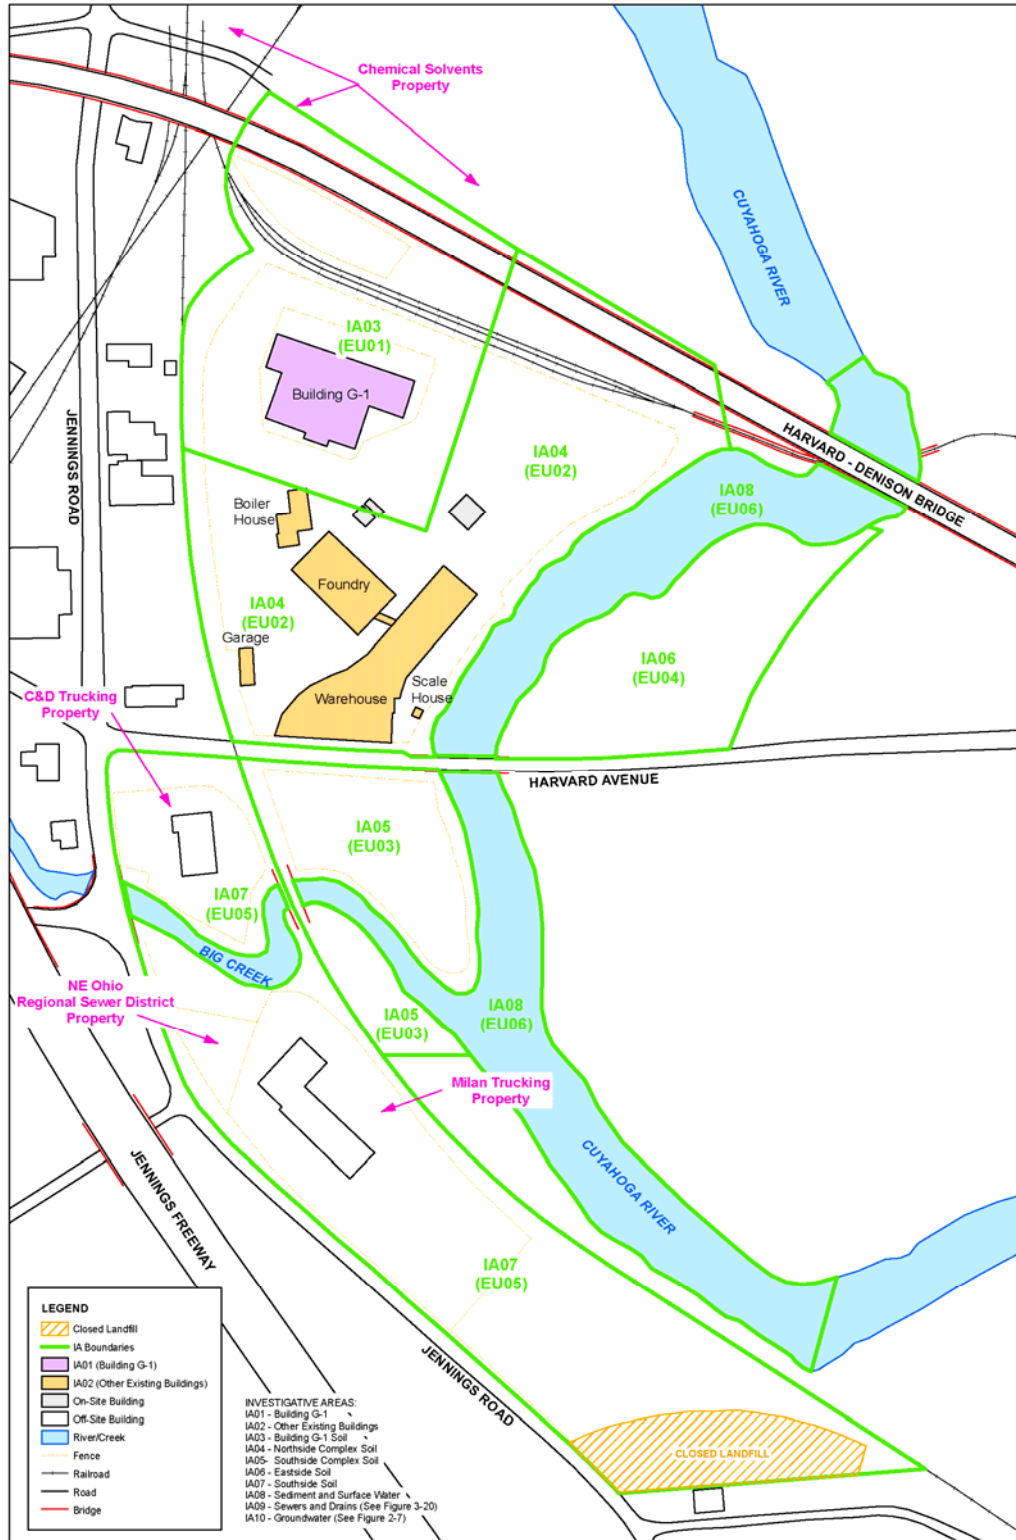 Chemical Solvents
Property
CUYAHOGA RIVER
IA03
(EU01)
Building G-1
JENNINGS ROAD
HARVARD - DENISON BRIDGE
IA04
(EU02)
IA08
(EU06)
Boiler
House
Foundry
IA04
(EU02)
Garage
IA06
(EU04)
Scale
House
Warehouse
C&D Trucking
Property
HARVARD AVENUE
IA05
(EU03)
IA07
(EU05)
BIG CREEK
NE Ohio
Regional Sewer District
Property
IA05
(EU03)
IA08
(EU06)
Milan Trucking
Property
CUYAHOGA RIVER
JENNINGS FREEWAY
IA07
(EU05)
JENNINGS ROAD
CLOSED LANDFILL
LEGEND
Closed Landfill
IA Boundaries
IA01 (Building G-1)
IA02 (Other Existing Buildings)
On-Site Building
Off-Site Building
River/Creek
Fence
Railroad
Road
Bridge
INVESTIGATIVE AREAS:
IA01 - Building G-1
IA02 - Other Existing Buildings
IA03 - Building G-1 Soil
IA04 - Northside Complex Soil
IA05- Southside Complex Soil
IA06 - Eastside Soil
IA07 - Southside Soil
IA08 - Sediment and Surface Water
IA09 - Sewers and Drains (See Figure 3-20)
IA10 - Groundwater (See Figure 2-7)